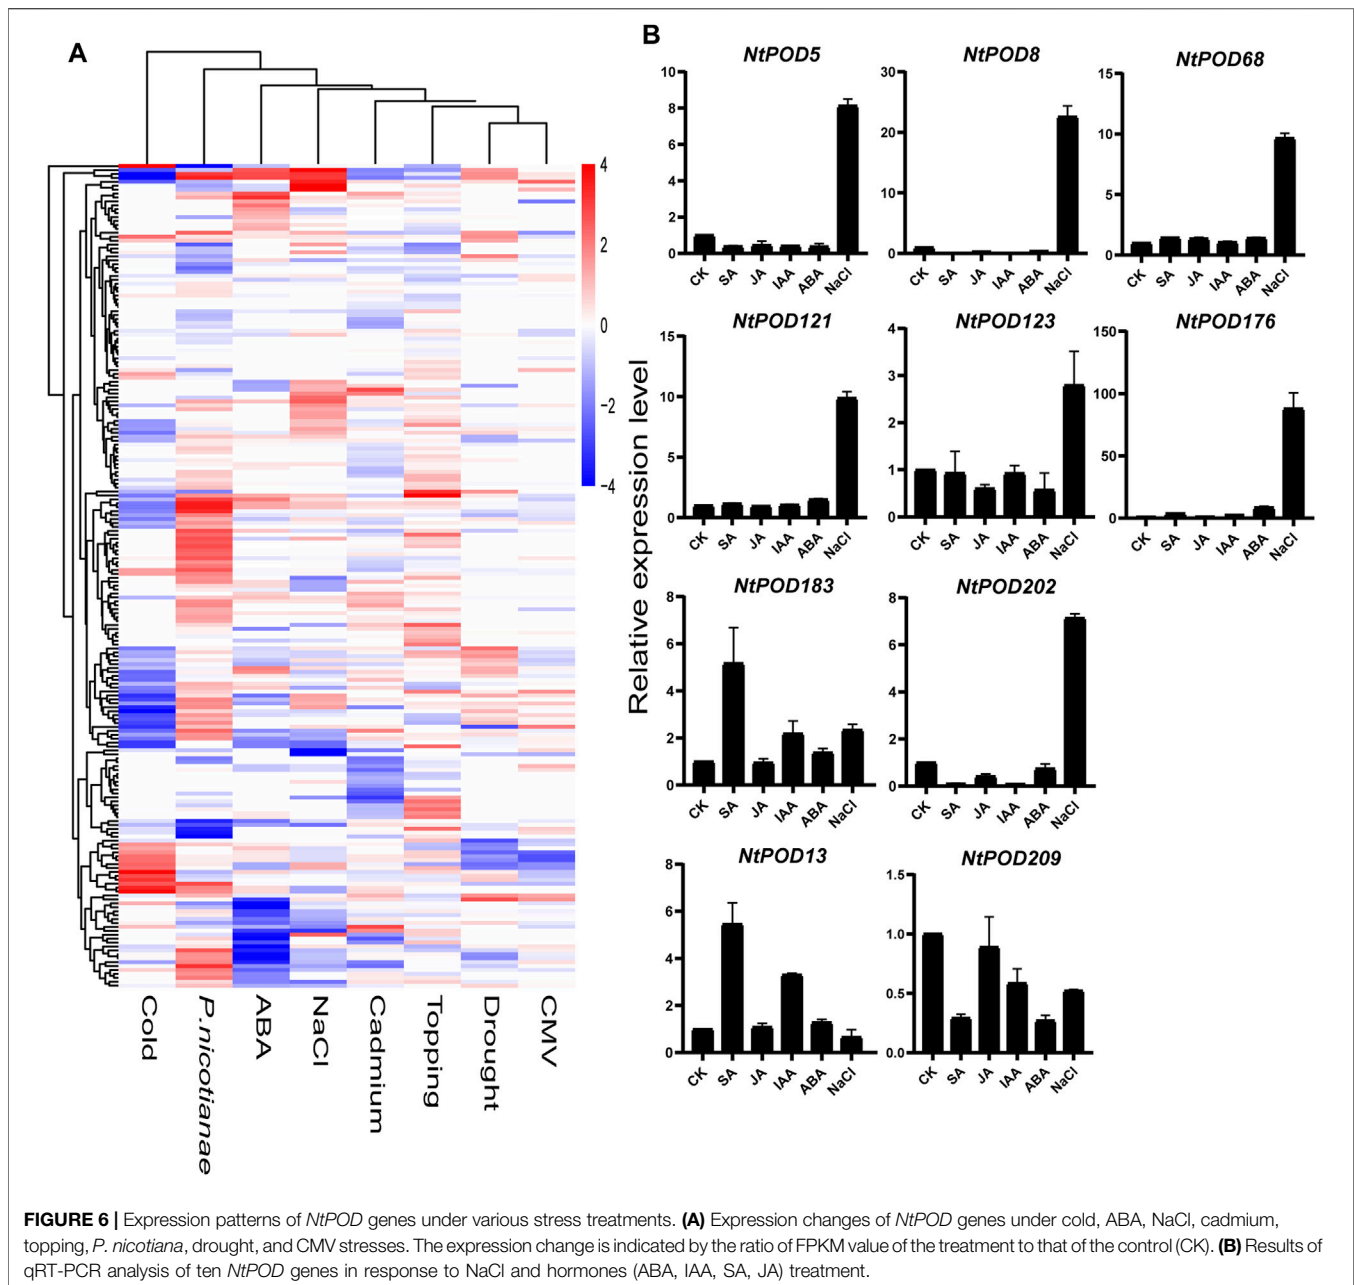 A
4
2
0
−2
−4
Cold
P.nicotianae
ABA
NaCl
Cadmium
Topping
Drought
CMV
B
Relative expression level
NtPOD5
10
8
6
4
2
0
CK SA JA IAA ABA NaCl
NtPOD8
30
20
10
0
CK SA JA IAA ABA NaCl
NtPOD68
15
10
5
0
CK SA JA IAA ABA NaCl
NtPOD121
15
10
5
0
CK SA JA IAA ABA NaCl
NtPOD123
4
3
2
1
0
CK SA JA IAA ABA NaCl
NtPOD176
150
100
50
0
CK SA JA IAA ABA NaCl
NtPOD183
8
6
4
2
0
CK SA JA IAA ABA NaCl
NtPOD202
8
6
4
2
0
CK SA JA IAA ABA NaCl
NtPOD13
8
6
4
2
0
CK SA JA IAA ABA NaCl
NtPOD209
1.5
1.0
0.5
0.0
CK SA JA IAA ABA NaCl
FIGURE 6 | Expression patterns of NtPOD genes under various stress treatments. (A) Expression changes of NtPOD genes under cold, ABA, NaCl, cadmium,
topping, P. nicotiana, drought, and CMV stresses. The expression change is indicated by the ratio of FPKM value of the treatment to that of the control (CK). (B) Results of
qRT-PCR analysis of ten NtPOD genes in response to NaCl and hormones (ABA, IAA, SA, JA) treatment.